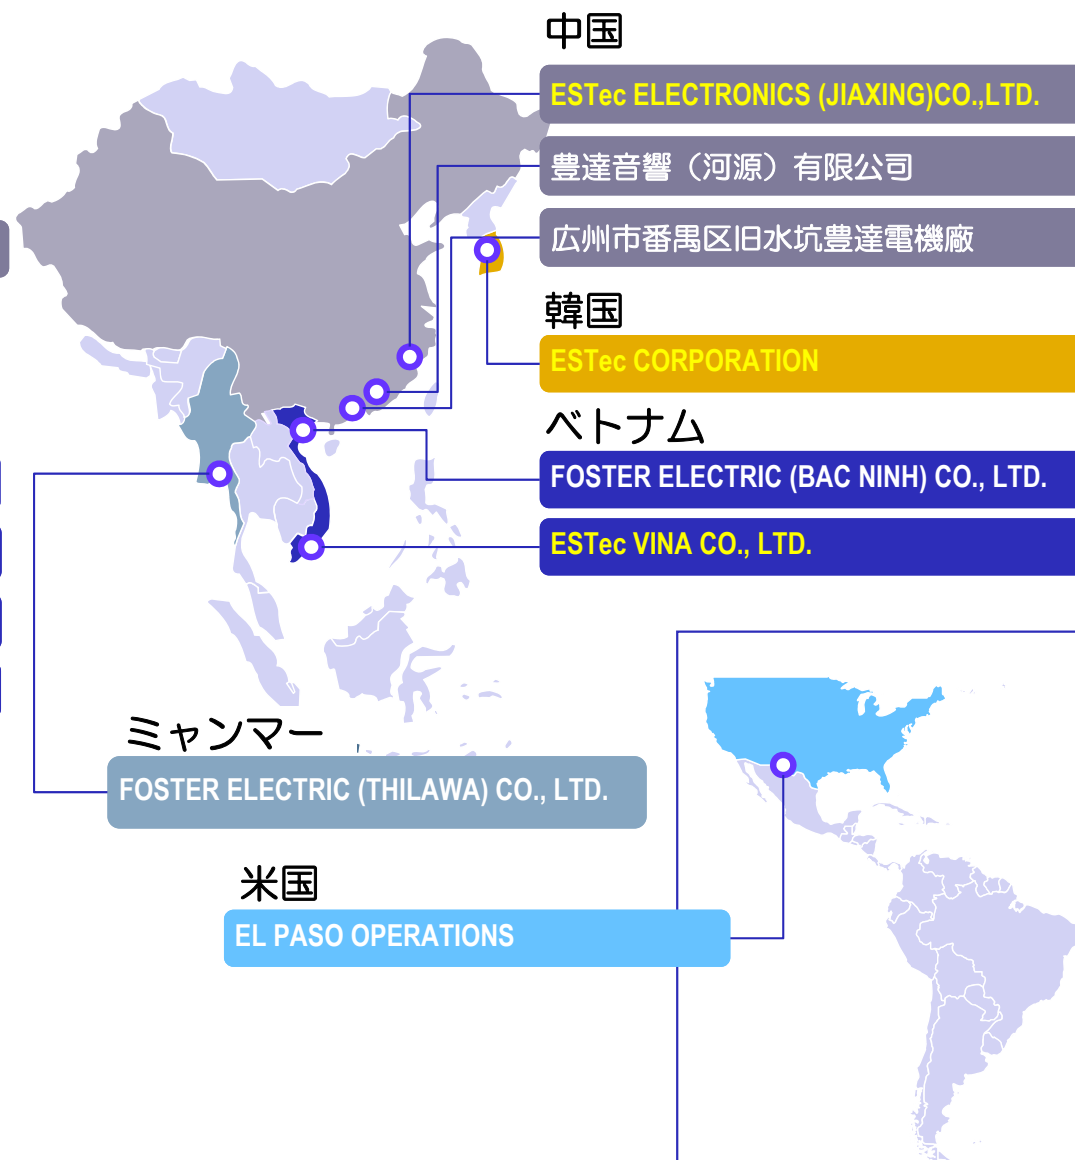 中国
ESTec ELECTRONICS (JIAXING)CO.,LTD.
豊達音響（河源）有限公司
広州市番禺区旧水坑豊達電機廠
韓国
ESTec CORPORATION
ベトナム
FOSTER ELECTRIC (BAC NINH) CO., LTD.
ESTec VINA CO., LTD.
ミャンマー
FOSTER ELECTRIC (THILAWA) CO., LTD.
米国
EL PASO OPERATIONS